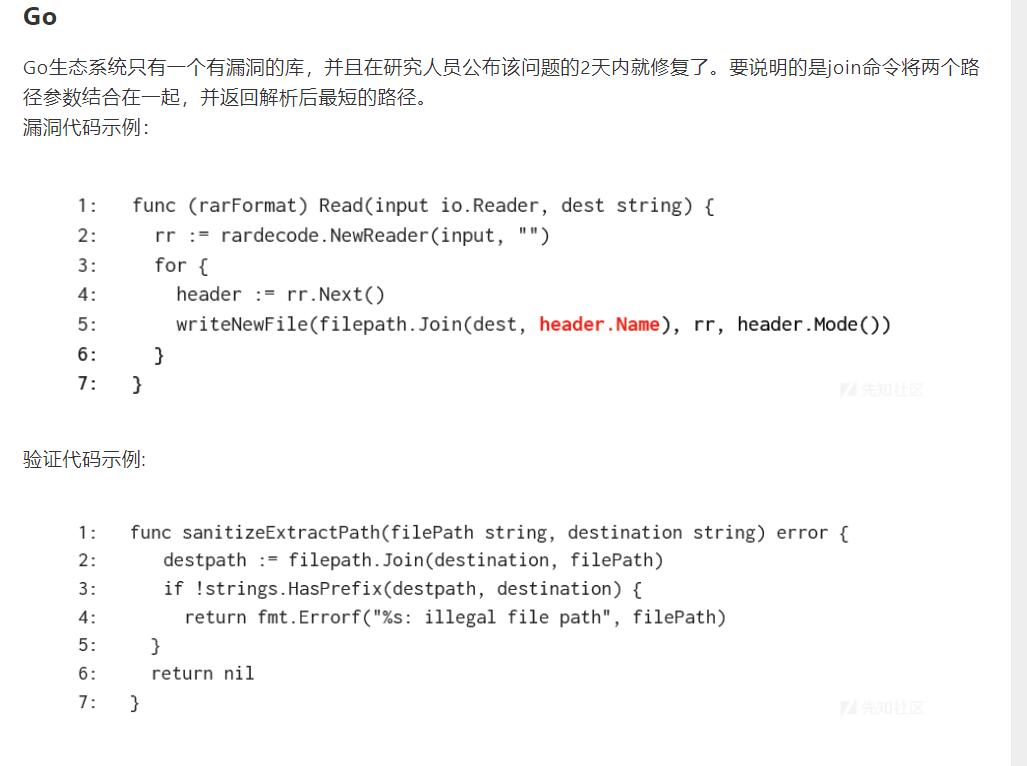 Go
Go生态系统只有一个有漏洞的库，并且在研究人员公布该问题的2天内就修复了。要说明的是join命令将两个路
径参数结合在一起，并返回解析后最短的路径。
漏洞代码示例：
1: func (rarFormat) Read(input io.Reader, dest string) {
2: rr := rardecode.NewReader(input, "")
3: for {
4: header := rr.Next()
5: writeNewFile(filepath.Join(dest, header.Name), rr, header.Mode())
6: }
7: }
先知社区
验证代码示例:
1: func sanitizeExtractPath(filePath string, destination string) error {
2: destpath := filepath.Join(destination, filePath)
3: if !strings.HasPrefix(destpath, destination) {
4: return fmt.Errorf("%s: illegal file path", filePath)
5: }
6: return nil
7: }
先知社区